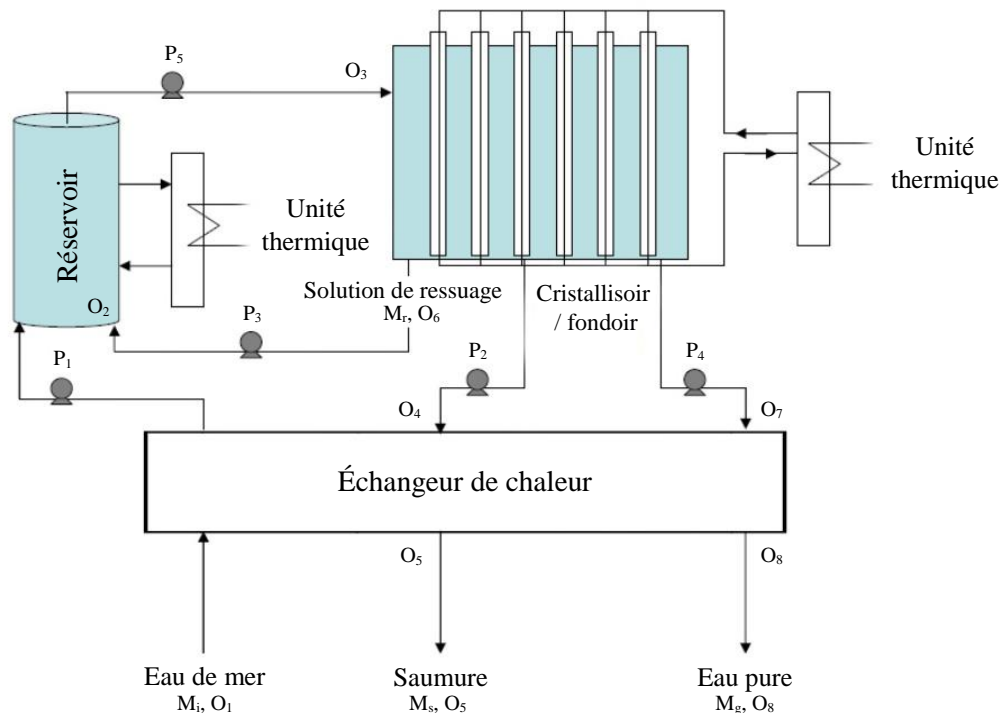 P₅
O₃
Unité
thermique
Réservoir
Unité
thermique
O₂
Solution de ressuage
Mᵣ, O₆
Cristallisoir
/ fondoir
P₃
P₁
P₂
P₄
O₄
O₇
Échangeur de chaleur
O₅
O₈
Eau de mer
Mᵢ, O₁
Saumure
Mₛ, O₅
Eau pure
M_g, O₈